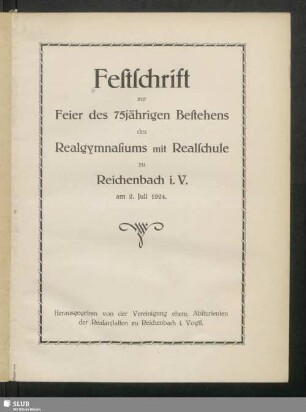 Feſtſchrift
zur
Feier des 75jährigen Beſtehens
des
Realgymnaſiums mit Realſchule
zu
Reichenbach i. V.
am 2. Juli 1924.
Herausgegeben von der Vereinigung ehem. Abiturienten
der Realanſtalten zu Reichenbach i. Vogtl.
SLUB